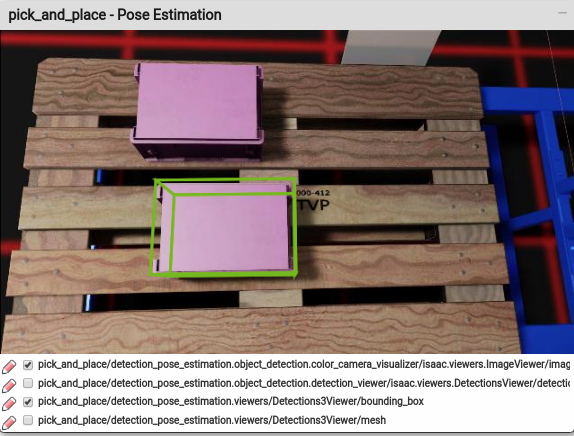 pick_and_place - Pose Estimation
000-412
TVP
pick_and_place/detection_pose_estimation.object_detection.color_camera_visualizer/isaac.viewers.ImageViewer/imag
pick_and_place/detection_pose_estimation.object_detection.detection_viewer/isaac.viewers.DetectionsViewer/detectio
pick_and_place/detection_pose_estimation.viewers/Detections3Viewer/bounding_box
pick_and_place/detection_pose_estimation.viewers/Detections3Viewer/mesh